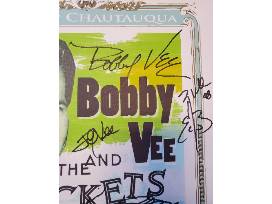 CHAUTAUQUA
Bobby Vee
Bobby
VEE
THE AND
CKETS